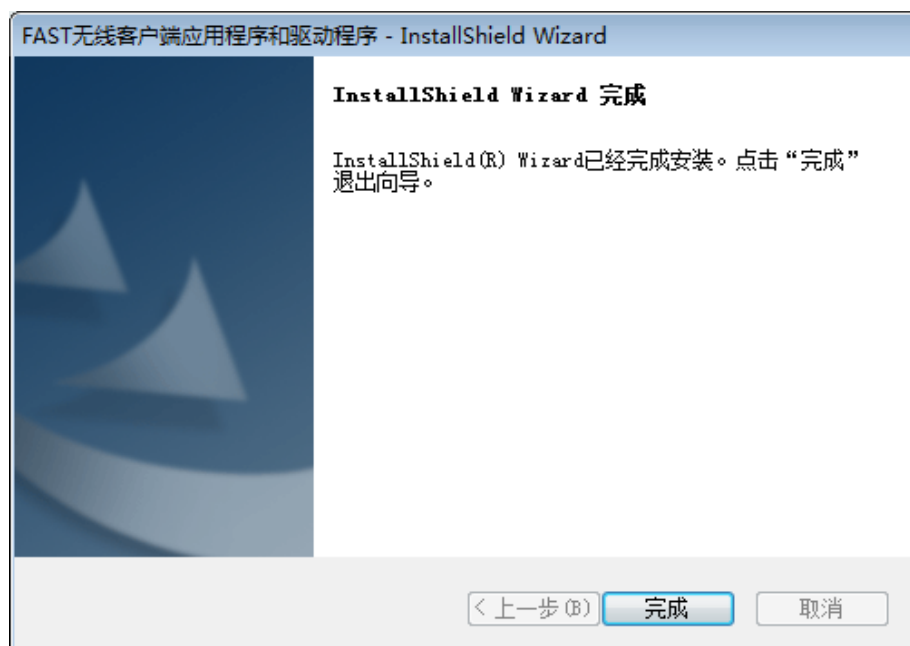 FAST无线客户端应用程序和驱动程序 - InstallShield Wizard
InstallShield Wizard 完成
InstallShield(R) Wizard已经完成安装。点击“完成”
退出向导。
< 上一步(B)
完成
取消